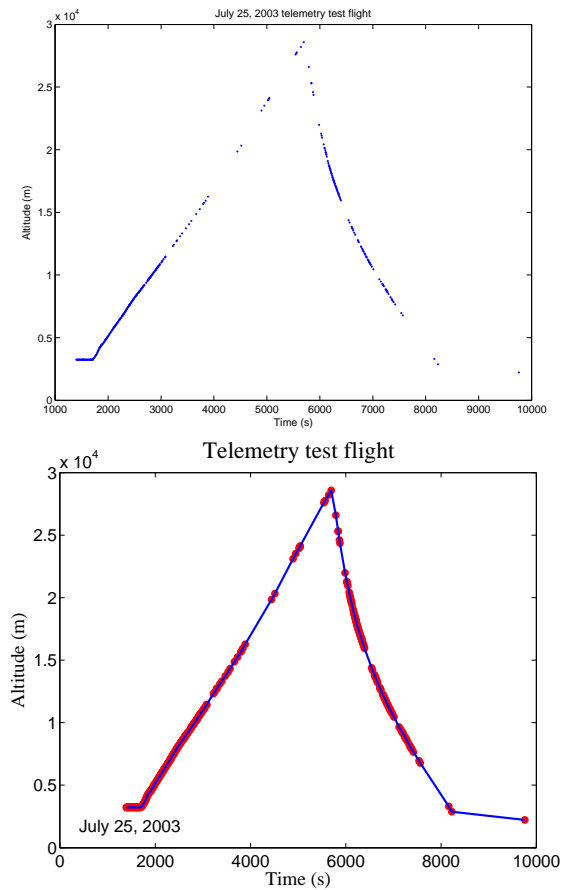 July 25, 2003 telemetry test flight
x 10^4
3
2.5
2
1.5
1
0.5
0
Altitude (m)
1000 2000 3000 4000 5000 6000 7000 8000 9000 10000
Time (s)
Telemetry test flight
x 10^4
3
2.5
2
1.5
1
0.5
0
Altitude (m)
July 25, 2003
0 2000 4000 6000 8000 10000
Time (s)